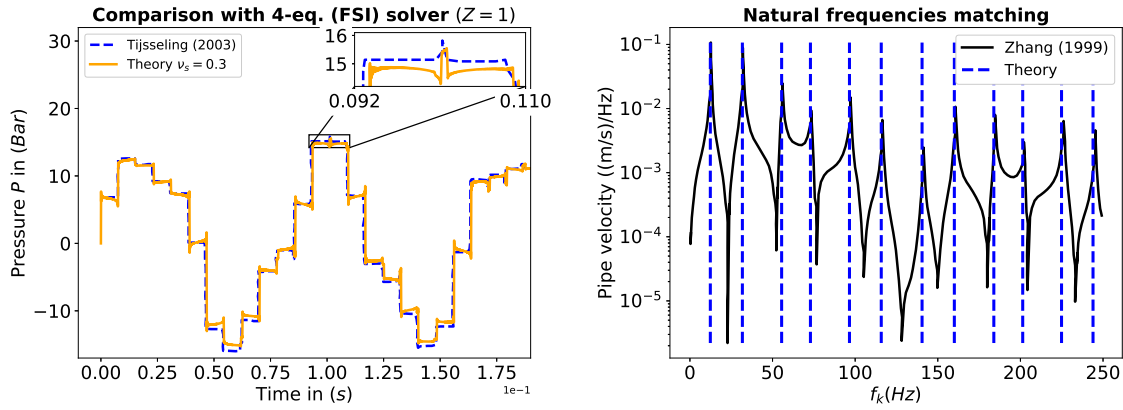 Comparison with 4-eq. (FSI) solver (Z = 1)
Tijsseling (2003)
Theory νₛ = 0.3
16
15
0.092
0.110
30
20
10
0
−10
Pressure P in (Bar)
0.00
0.25
0.50
0.75
1.00
1.25
1.50
1.75
1e−1
Time in (s)
Natural frequencies matching
Zhang (1999)
Theory
10⁻¹
10⁻²
10⁻³
10⁻⁴
10⁻⁵
Pipe velocity ((m/s)/Hz)
0
50
100
150
200
250
fₖ(Hz)